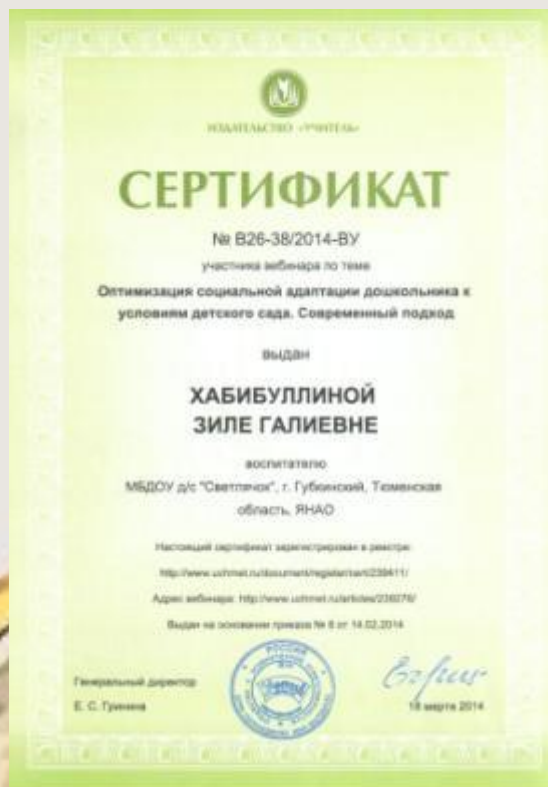 ИЗДАТЕЛЬСТВО «УЧИТЕЛЬ»
СЕРТИФИКАТ
№ В26-38/2014-ВУ
участника вебинара по теме
Оптимизация социальной адаптации дошкольника к
условиям детского сада. Современный подход
выдан
ХАБИБУЛЛИНОЙ
ЗИЛЕ ГАЛИЕВНЕ
воспитателю
МБДОУ д/с "Светлячок", г. Губкинский, Тюменская
область, ЯНАО
Настоящий сертификат зарегистрирован в реестре:
Адрес вебинара:
Выдан на основании приказа № 6 от 14.02.2014
Генеральный директор
Е. С. Гринина
18 марта 2014